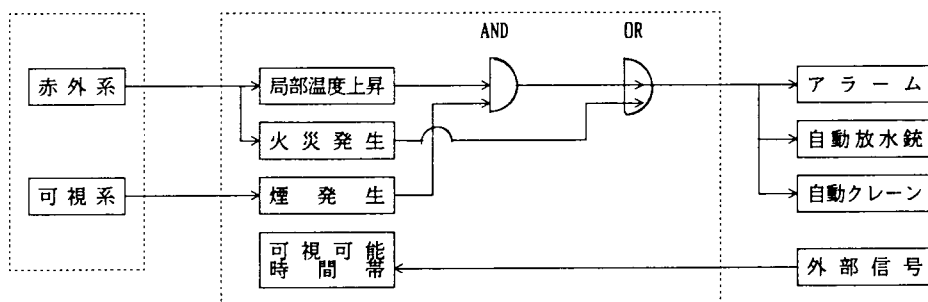 AND
OR
赤外系
局部温度上昇
アラーム
火災発生
自動放水銃
可視系
煙発生
自動クレーン
可視可能
時間帯
外部信号